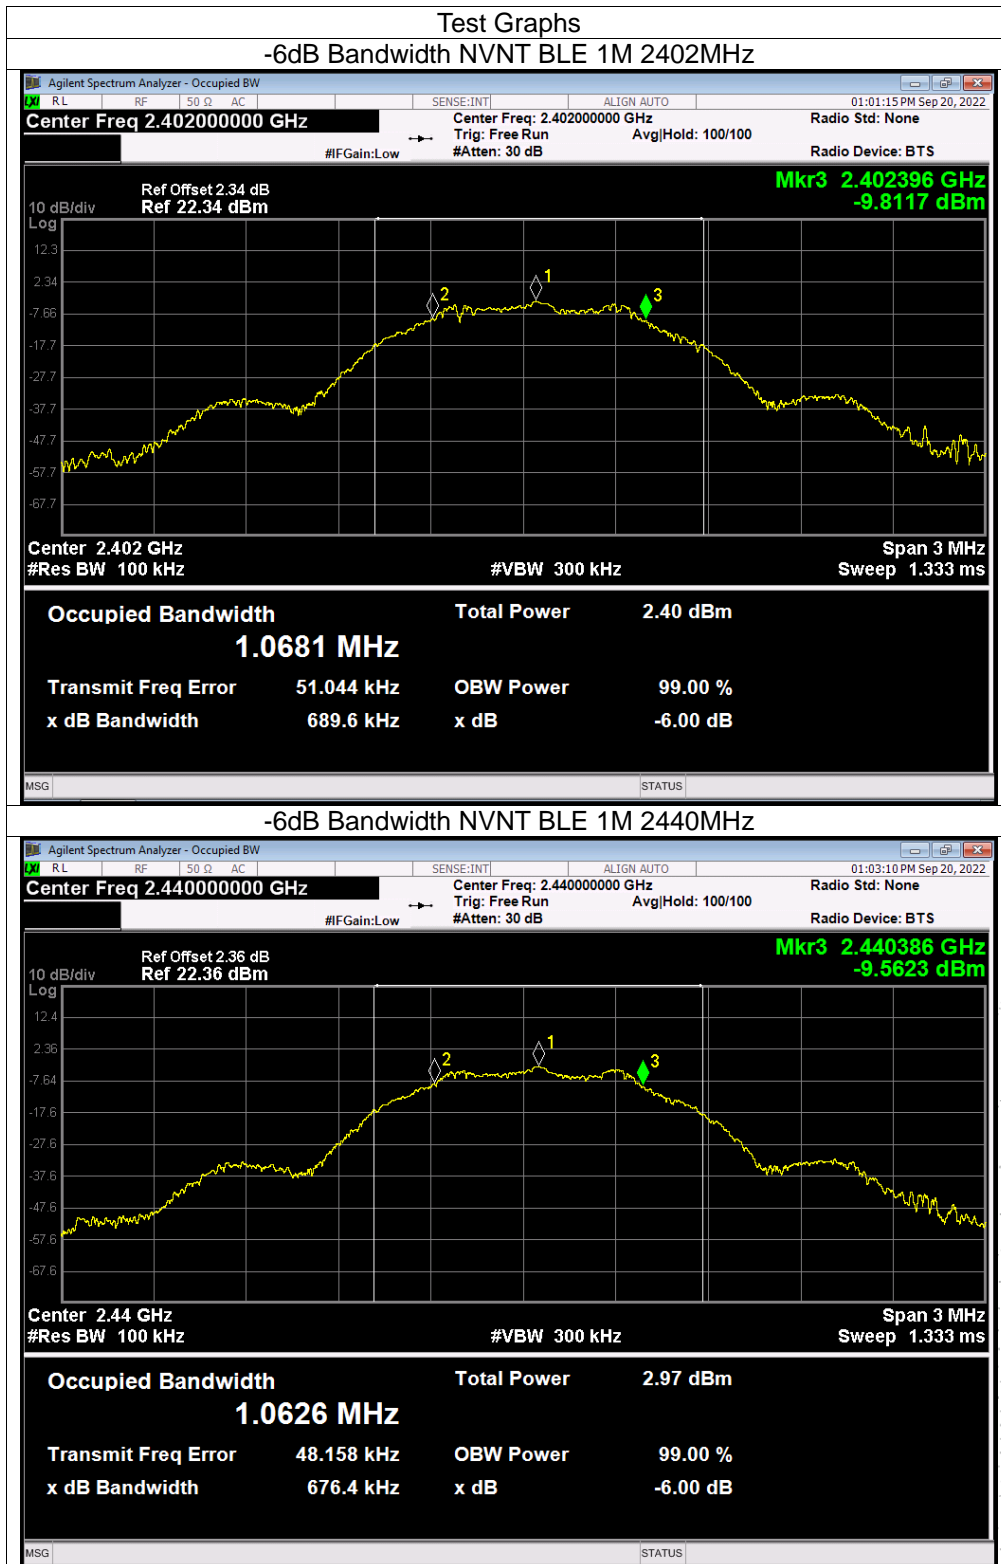 Test Graphs
-6dB Bandwidth NVNT BLE 1M 2402MHz
Agilent Spectrum Analyzer - Occupied BW
LXI RL RF 50 Ω AC SENSE:INT ALIGN AUTO 01:01:15 PM Sep 20, 2022
Center Freq 2.402000000 GHz Center Freq: 2.402000000 GHz Radio Std: None
Trig: Free Run Avg|Hold: 100/100
#IFGain:Low #Atten: 30 dB Radio Device: BTS
Mkr3 2.402396 GHz
Ref Offset 2.34 dB
10 dB/div Ref 22.34 dBm -9.8117 dBm
Log
12.3
2.34
-7.66
-17.7
-27.7
-37.7
-47.7
-57.7
-67.7
2 1 3
Center 2.402 GHz Span 3 MHz
#Res BW 100 kHz #VBW 300 kHz Sweep 1.333 ms
Occupied Bandwidth Total Power 2.40 dBm
1.0681 MHz
Transmit Freq Error 51.044 kHz OBW Power 99.00 %
x dB Bandwidth 689.6 kHz x dB -6.00 dB
MSG STATUS
-6dB Bandwidth NVNT BLE 1M 2440MHz
Agilent Spectrum Analyzer - Occupied BW
LXI RL RF 50 Ω AC SENSE:INT ALIGN AUTO 01:03:10 PM Sep 20, 2022
Center Freq 2.440000000 GHz Center Freq: 2.440000000 GHz Radio Std: None
Trig: Free Run Avg|Hold: 100/100
#IFGain:Low #Atten: 30 dB Radio Device: BTS
Mkr3 2.440386 GHz
Ref Offset 2.36 dB
10 dB/div Ref 22.36 dBm -9.5623 dBm
Log
12.4
2.36
-7.64
-17.6
-27.6
-37.6
-47.6
-57.6
-67.6
2 1 3
Center 2.44 GHz Span 3 MHz
#Res BW 100 kHz #VBW 300 kHz Sweep 1.333 ms
Occupied Bandwidth Total Power 2.97 dBm
1.0626 MHz
Transmit Freq Error 48.158 kHz OBW Power 99.00 %
x dB Bandwidth 676.4 kHz x dB -6.00 dB
MSG STATUS